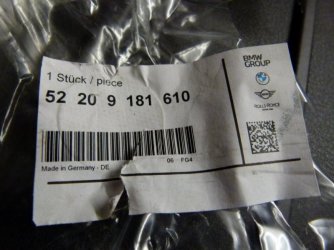 1 Stück / piece
52 20 9 181 610
Made in Germany - DE
06 FG4
BMW
GROUP
ROLLS-ROYCE